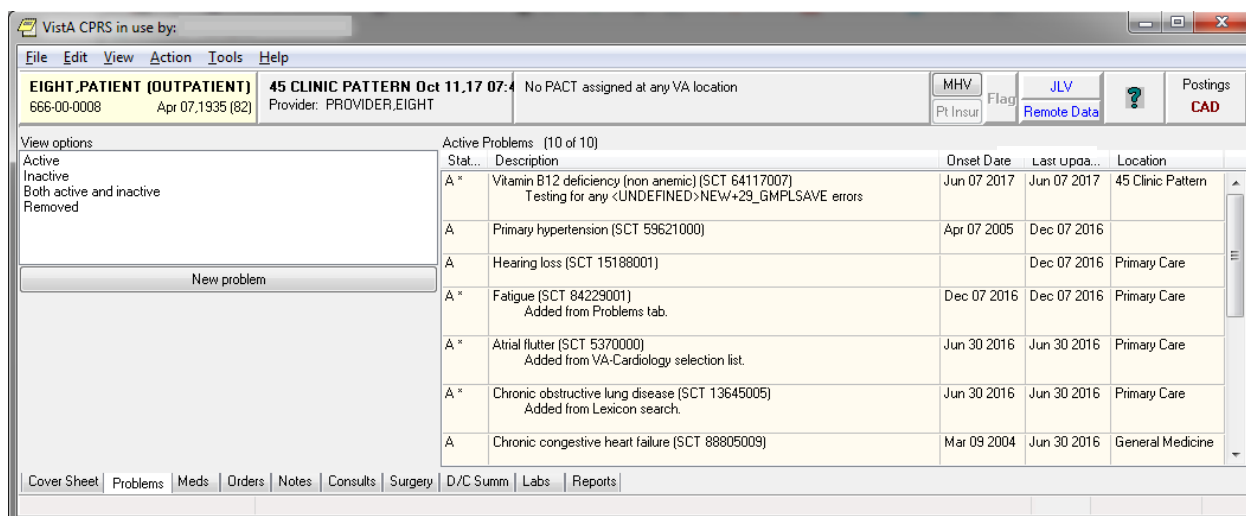 VistA CPRS in use by:
File Edit View Action Tools Help
EIGHT,PATIENT (OUTPATIENT)
666-00-0008 Apr 07,1935 (82)
45 CLINIC PATTERN Oct 11,17 07:4
Provider: PROVIDER,EIGHT
No PACT assigned at any VA location
MHV
Pt Insur
Flag
JLV
Remote Data
?
Postings
CAD
View options
Active
Inactive
Both active and inactive
Removed
New problem
Active Problems (10 of 10)
Stat... Description Onset Date Last Upda... Location
A * Vitamin B12 deficiency (non anemic) (SCT 64117007) Jun 07 2017 Jun 07 2017 45 Clinic Pattern
Testing for any <UNDEFINED>NEW+29_GMPLSAVE errors
A Primary hypertension (SCT 59621000) Apr 07 2005 Dec 07 2016
A Hearing loss (SCT 15188001) Dec 07 2016 Primary Care
A * Fatigue (SCT 84229001) Dec 07 2016 Dec 07 2016 Primary Care
Added from Problems tab.
A * Atrial flutter (SCT 5370000) Jun 30 2016 Jun 30 2016 Primary Care
Added from VA-Cardiology selection list.
A * Chronic obstructive lung disease (SCT 13645005) Jun 30 2016 Jun 30 2016 Primary Care
Added from Lexicon search.
A Chronic congestive heart failure (SCT 88805009) Mar 09 2004 Jun 30 2016 General Medicine
Cover Sheet Problems Meds Orders Notes Consults Surgery D/C Summ Labs Reports